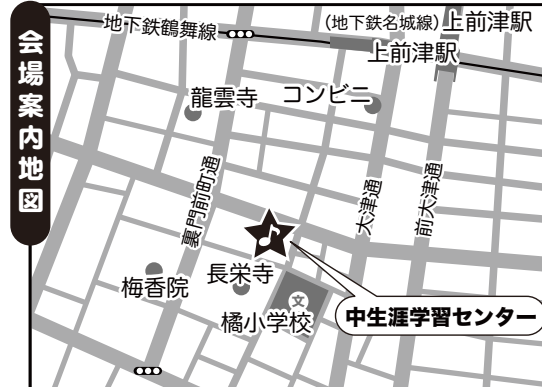 会場案内地図
地下鉄鶴舞線
(地下鉄名城線)上前津駅
上前津駅
龍雲寺
コンビニ
裏門前町通
大津通
前大津通
梅香院
長栄寺
文
橘小学校
中生涯学習センター